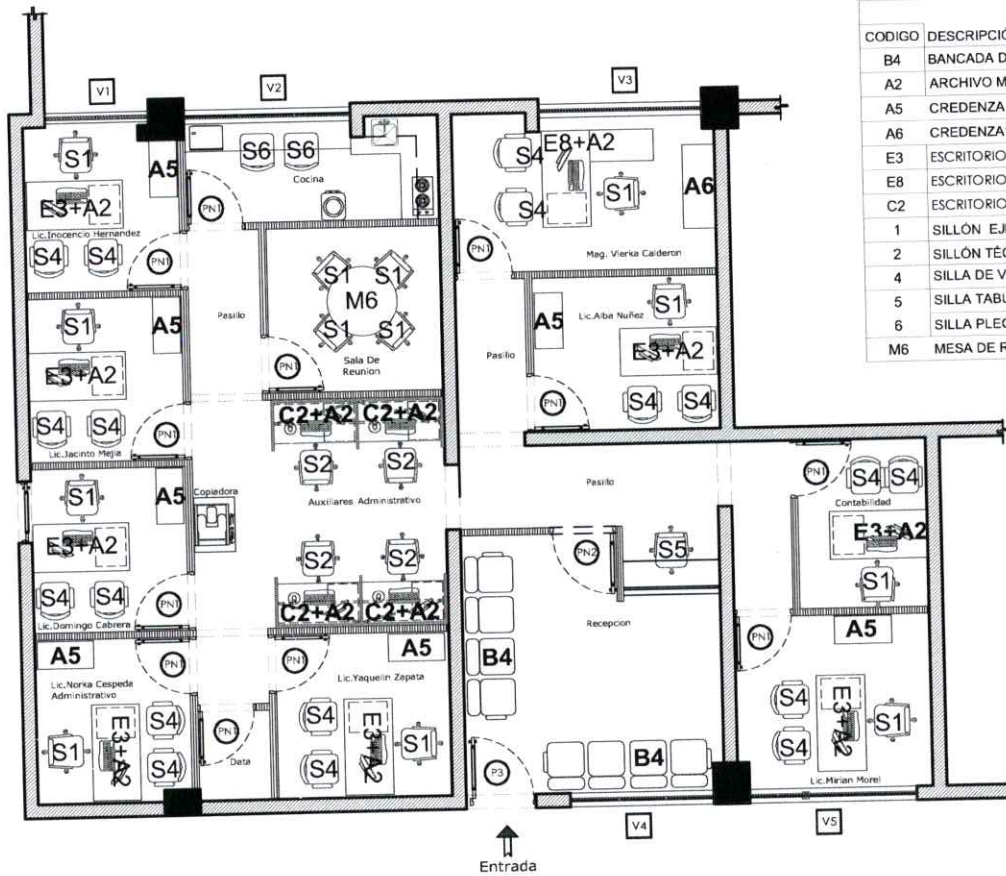 CODIGO DESCRIPCIÓ
B4 BANCADA D
A2 ARCHIVO M
A5 CREDENZA
A6 CREDENZA
E3 ESCRITORIO
E8 ESCRITORIO
C2 ESCRITORIO
1 SILLÓN EJ
2 SILLÓN TÉC
4 SILLA DE V
5 SILLA TABL
6 SILLA PLEG
M6 MESA DE R
V1
V2
V3
S1
A5
E3+A2
Lic.Inocencio Hernandez
S4 S4
PN1
S6 S6
Cocina
PN1
S4
E8+A2
S1
A6
S4
PN1
Mag. Vierka Calderon
S1
A5
E3+A2
S4 S4
Lic.Jacinto Mejia
PN1
Pasillo
S1 S1
M6
S1 S1
Sala De
Reunion
PN1
Pasillo
A5
Lic.Alba Nuñez
S1
E3+A2
S4 S4
PN1
C2+A2 C2+A2
S2 S2
Auxiliares Administrativo
Copiadora
S2 S2
C2+A2 C2+A2
S1
A5
E3+A2
S4 S4
Lic.Domingo Cabrera
PN1
Pasillo
PN2
S5
Recepcion
B4
B4
P3
PN1
S4 S4
Contabilidad
E3+A2
S1
PN1
A5
S4
E3+A2
S1
S4
Lic.Mirian Morel
A5
Lic.Norka Cespeda
Administrativo
PN1
S4
S1
E3+A2
S4
PN1
Data
PN1
A5
Lic.Yaquelin Zapata
S4
E3+A2
S1
S4
V4
V5
Entrada